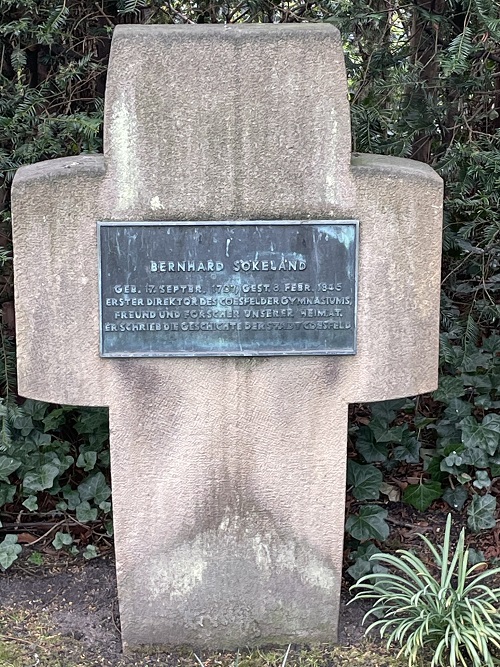 BERNHARD SÖKELAND
GEB. 17. SEPTBR. 1797, GEST. 8. FEBR. 1845
ERSTER DIREKTOR DES COESFELDER GYMNASIUMS,
FREUND UND FORSCHER UNSERER HEIMAT.
ER SCHRIEB DIE GESCHICHTE DER STADT COESFELD